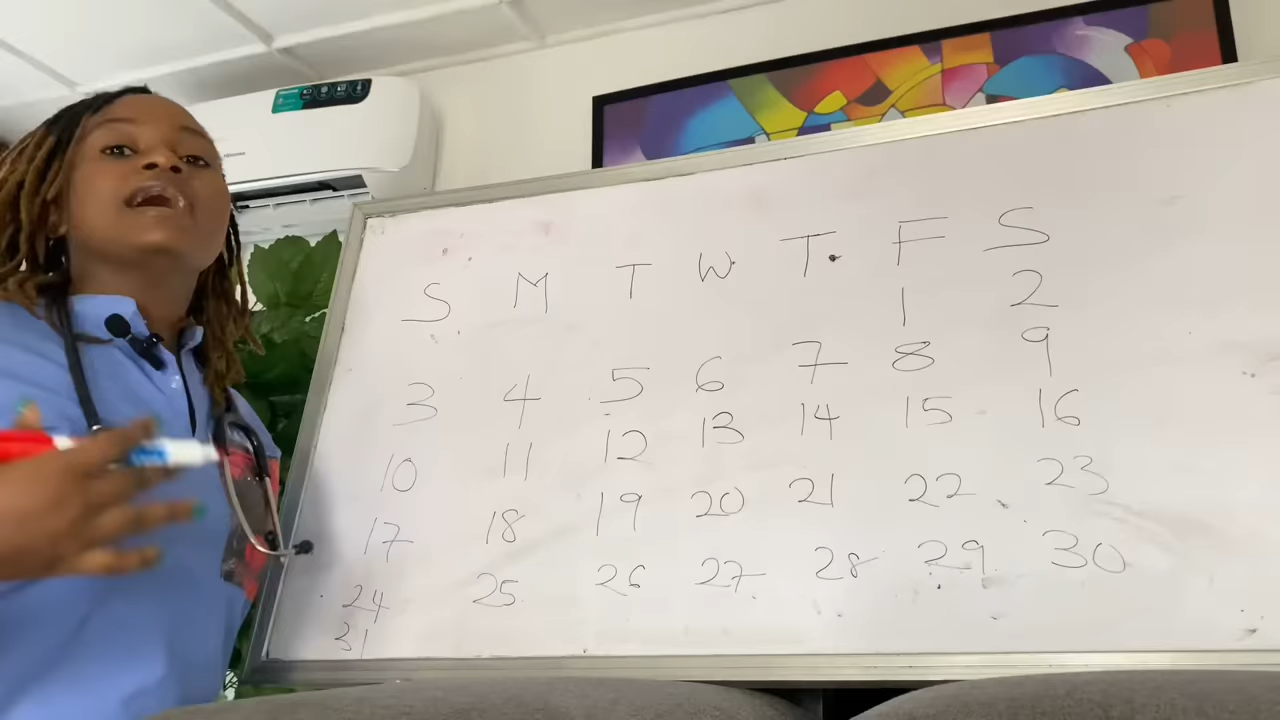 Hisense
S M T W T F S
1 2
3 4 5 6 7 8 9
10 11 12 13 14 15 16
17 18 19 20 21 22 23
24 25 26 27 28 29 30
31